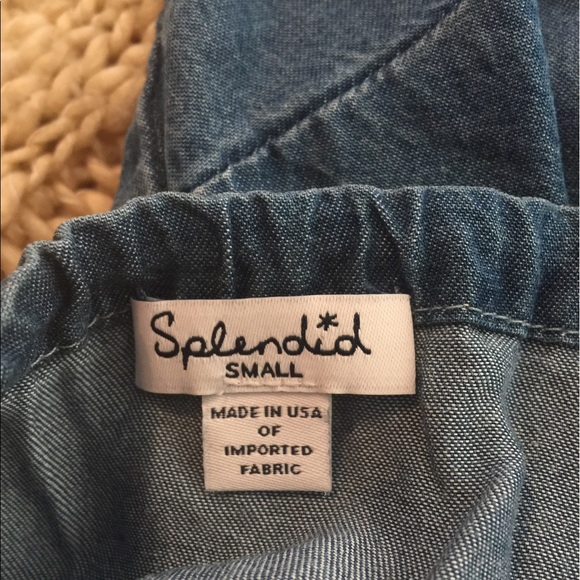 Splendid
SMALL
MADE IN USA
OF
IMPORTED
FABRIC